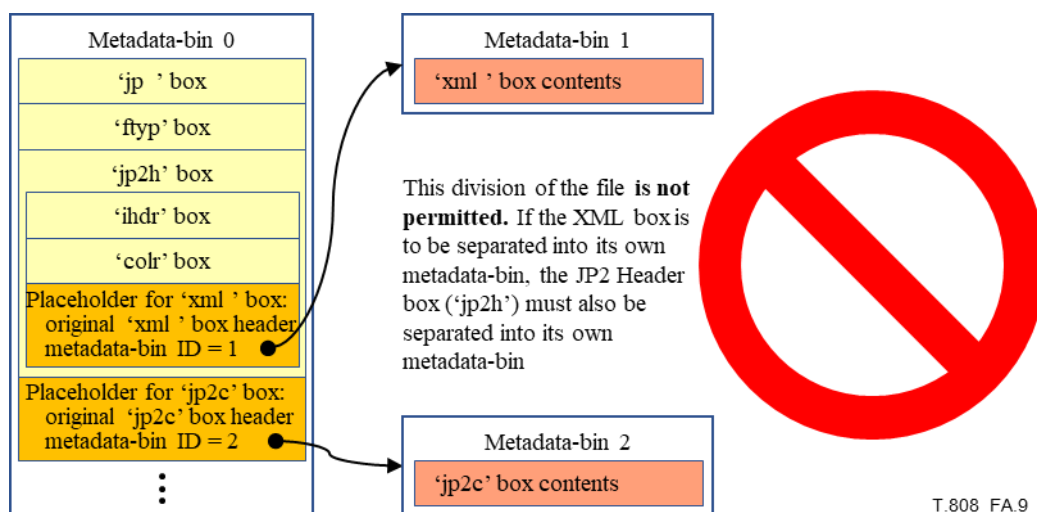 Metadata-bin 0
‘jp ’ box
‘ftyp’ box
‘jp2h’ box
‘ihdr’ box
‘colr’ box
Placeholder for ‘xml ’ box:
original ‘xml ’ box header
metadata-bin ID = 1
Placeholder for ‘jp2c’ box:
original ‘jp2c’ box header
metadata-bin ID = 2
Metadata-bin 1
‘xml ’ box contents
This division of the file is not
permitted. If the XML box is
to be separated into its own
metadata-bin, the JP2 Header
box (‘jp2h’) must also be
separated into its own
metadata-bin
Metadata-bin 2
‘jp2c’ box contents
T.808_FA.9